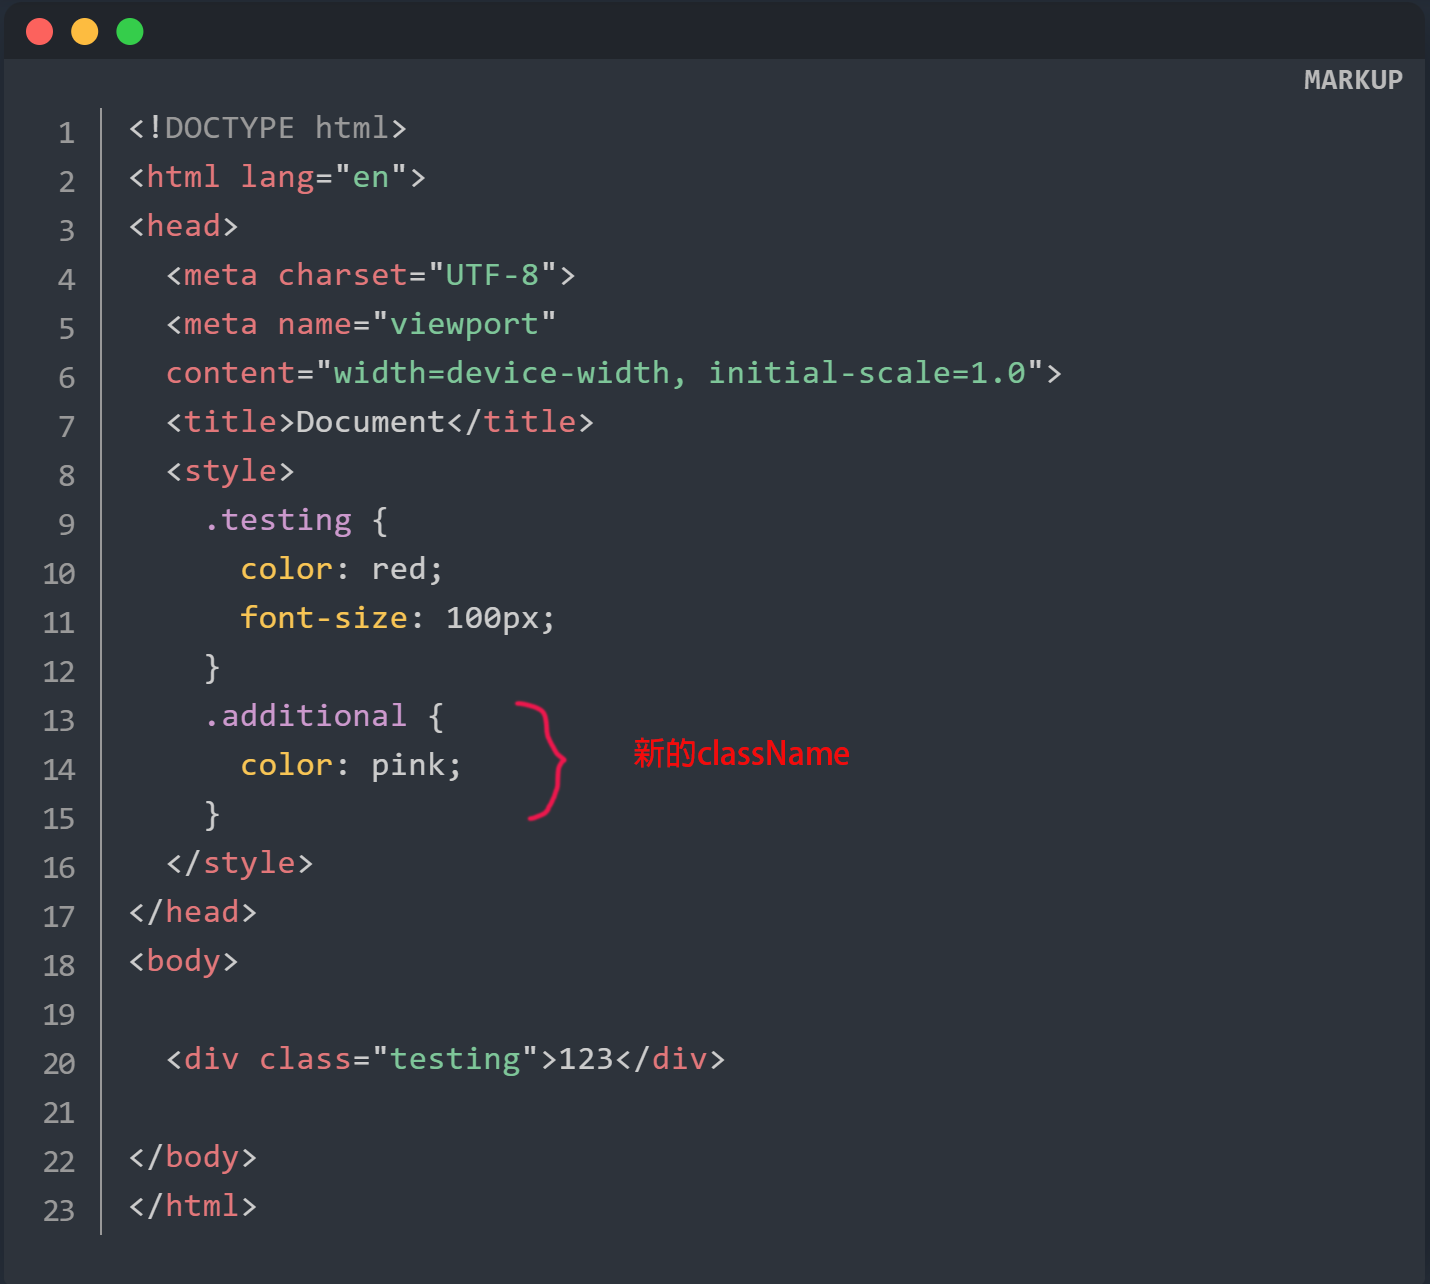 MARKUP
1 <!DOCTYPE html>
2 <html lang="en">
3 <head>
4   <meta charset="UTF-8">
5   <meta name="viewport"
6   content="width=device-width, initial-scale=1.0">
7   <title>Document</title>
8   <style>
9     .testing {
10       color: red;
11       font-size: 100px;
12     }
13     .additional {
14       color: pink;
新的className
15     }
16   </style>
17 </head>
18 <body>
19
20   <div class="testing">123</div>
21
22 </body>
23 </html>